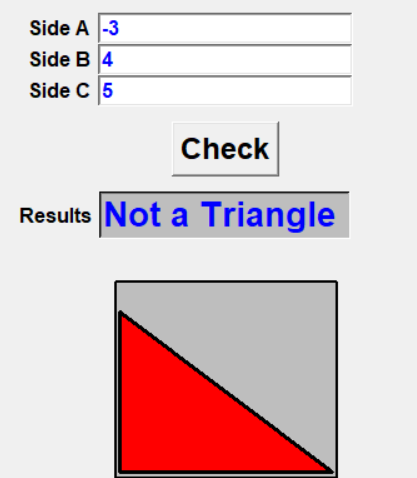 Side A -3
Side B 4
Side C 5
Check
Results Not a Triangle